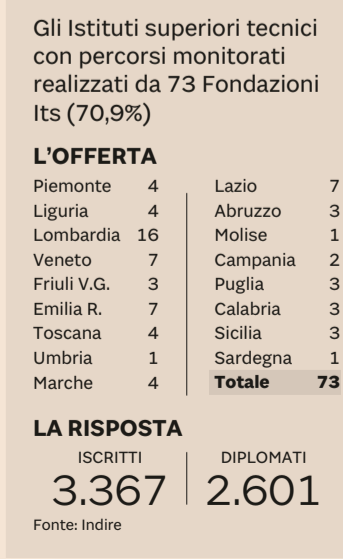 Gli Istituti superiori tecnici
con percorsi monitorati
realizzati da 73 Fondazioni
Its (70,9%)
L'OFFERTA
Piemonte 4
Liguria 4
Lombardia 16
Veneto 7
Friuli V.G. 3
Emilia R. 7
Toscana 4
Umbria 1
Marche 4
Lazio 7
Abruzzo 3
Molise 1
Campania 2
Puglia 3
Calabria 3
Sicilia 3
Sardegna 1
Totale 73
LA RISPOSTA
ISCRITTI DIPLOMATI
3.367 2.601
Fonte: Indire